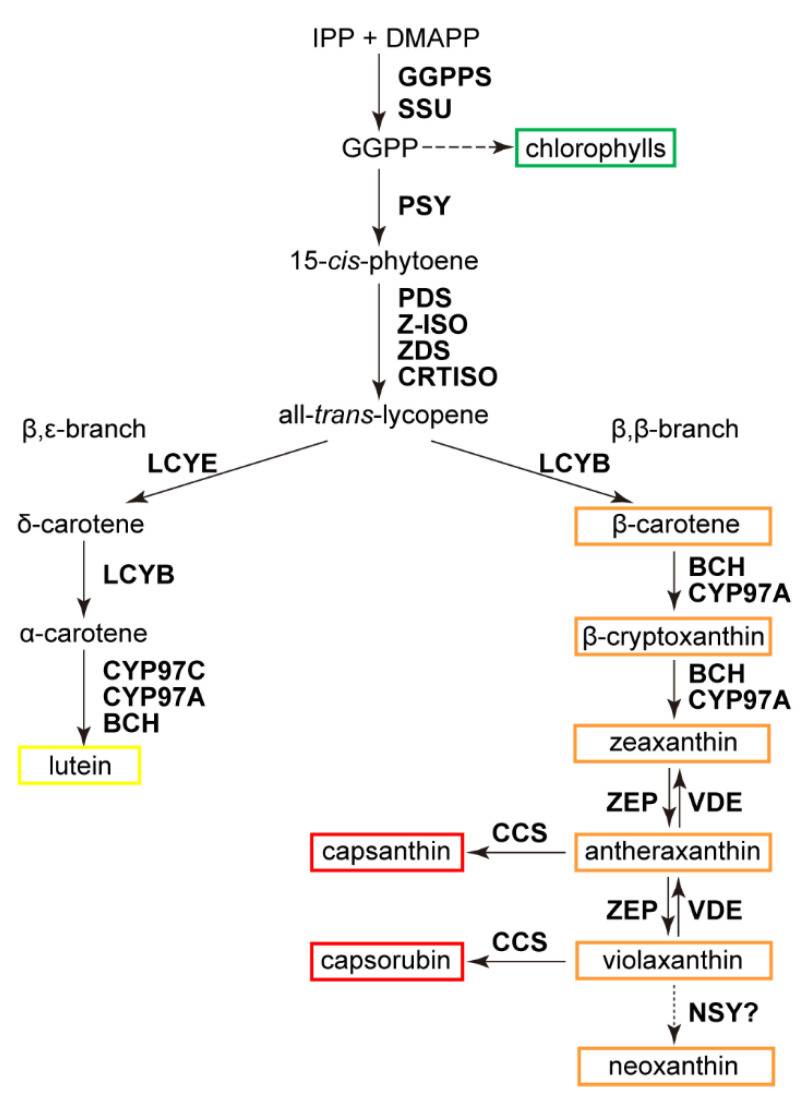 IPP + DMAPP
GGPPS
SSU
GGPP
chlorophylls
PSY
15-cis-phytoene
PDS
Z-ISO
ZDS
CRTISO
all-trans-lycopene
β,ε-branch
β,β-branch
LCYE
LCYB
δ-carotene
β-carotene
LCYB
BCH
CYP97A
α-carotene
β-cryptoxanthin
CYP97C
CYP97A
BCH
BCH
CYP97A
lutein
zeaxanthin
ZEP
VDE
capsanthin
CCS
antheraxanthin
ZEP
VDE
capsorubin
CCS
violaxanthin
NSY?
neoxanthin